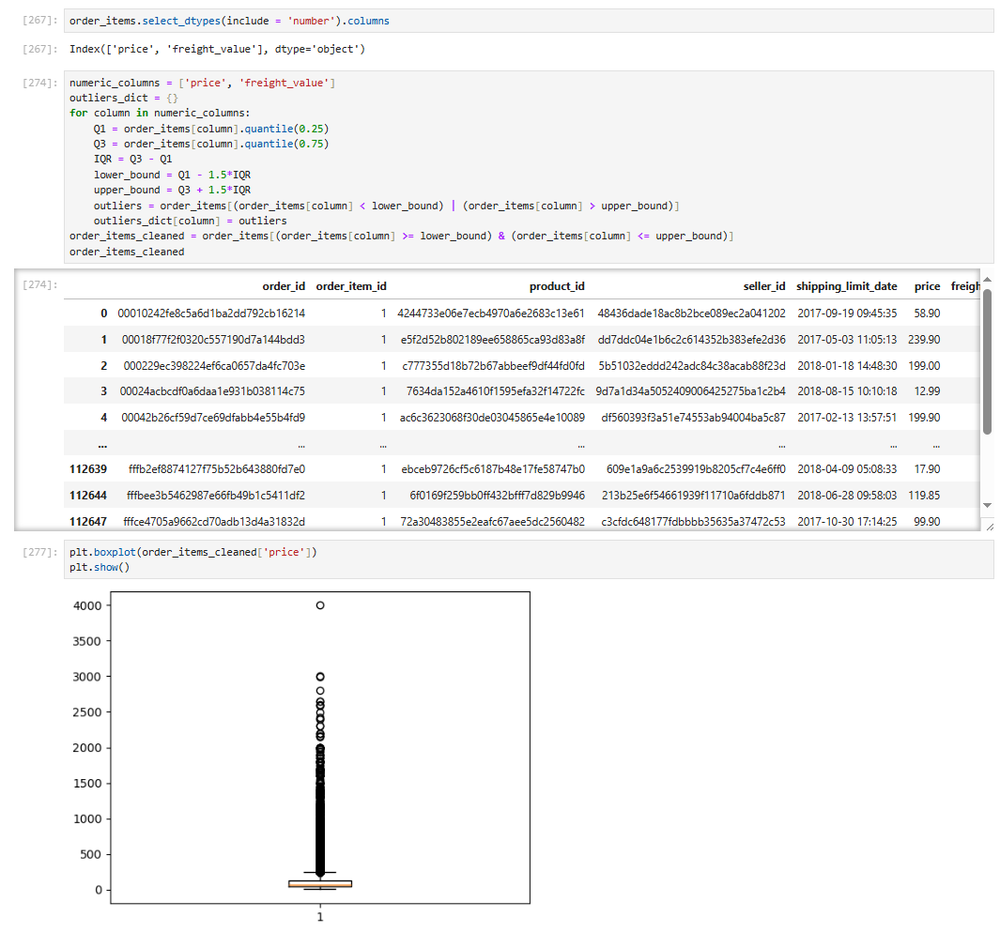 [267]: order_items.select_dtypes(include = 'number').columns
[267]: Index(['price', 'freight_value'], dtype='object')
[274]: numeric_columns = ['price', 'freight_value']
outliers_dict = {}
for column in numeric_columns:
    Q1 = order_items[column].quantile(0.25)
    Q3 = order_items[column].quantile(0.75)
    IQR = Q3 - Q1
    lower_bound = Q1 - 1.5*IQR
    upper_bound = Q3 + 1.5*IQR
    outliers = order_items[(order_items[column] < lower_bound) | (order_items[column] > upper_bound)]
    outliers_dict[column] = outliers
order_items_cleaned = order_items[(order_items[column] >= lower_bound) & (order_items[column] <= upper_bound)]
order_items_cleaned
[274]: order_id order_item_id product_id seller_id shipping_limit_date price freigh
0 00010242fe8c5a6d1ba2dd792cb16214 1 4244733e06e7ecb4970a6e2683c13e61 48436dade18ac8b2bce089ec2a041202 2017-09-19 09:45:35 58.90
1 00018f77f2f0320c557190d7a144bdd3 1 e5f2d52b802189ee658865ca93d83a8f dd7ddc04e1b6c2c614352b383efe2d36 2017-05-03 11:05:13 239.90
2 000229ec398224ef6ca0657da4fc703e 1 c777355d18b72b67abbeef9df44fd0fd 5b51032eddd242adc84c38acab88f23d 2018-01-18 14:48:30 199.00
3 00024acbcdf0a6daa1e931b038114c75 1 7634da152a4610f1595efa32f14722fc 9d7a1d34a5052409006425275ba1c2b4 2018-08-15 10:10:18 12.99
4 00042b26cf59d7ce69dfabb4e55b4fd9 1 ac6c3623068f30de03045865e4e10089 df560393f3a51e74553ab94004ba5c87 2017-02-13 13:57:51 199.90
... ... ... ... ... ... ...
112639 fffb2ef8874127f75b52b643880fd7e0 1 ebceb9726cf5c6187b48e17fe58747b0 609e1a9a6c2539919b8205cf7c4e6ff0 2018-04-09 05:08:33 17.90
112644 fffbee3b5462987e66fb49b1c5411df2 1 6f0169f259bb0ff432bfff7d829b9946 213b25e6f54661939f11710a6fddb871 2018-06-28 09:58:03 119.85
112647 fffce4705a9662cd70adb13d4a31832d 1 72a30483855e2eafc67aee5dc2560482 c3cfdc648177fdbbbb35635a37472c53 2017-10-30 17:14:25 99.90
[277]: plt.boxplot(order_items_cleaned['price'])
plt.show()
4000
3500
3000
2500
2000
1500
1000
500
0
1